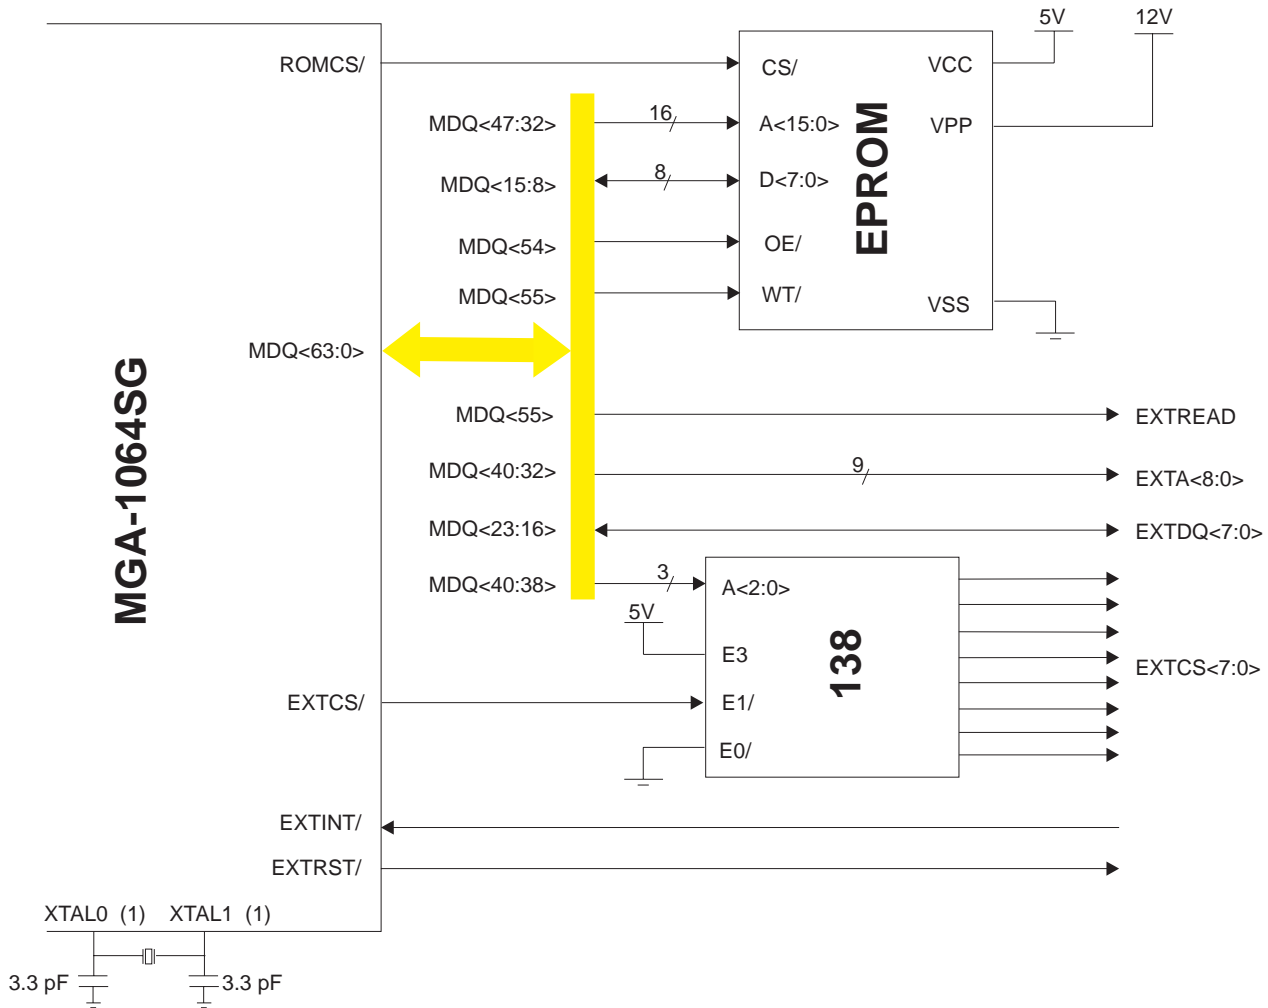 5V
12V
ROMCS/
CS/
VCC
MDQ<47:32>
16
A<15:0>
VPP
MDQ<15:8>
8
D<7:0>
EPROM
MDQ<54>
OE/
MDQ<55>
WT/
VSS
MDQ<63:0>
MGA-1064SG
MDQ<55>
EXTREAD
MDQ<40:32>
9
EXTA<8:0>
MDQ<23:16>
EXTDQ<7:0>
MDQ<40:38>
3
A<2:0>
5V
E3
138
EXTCS<7:0>
EXTCS/
E1/
E0/
EXTINT/
EXTRST/
XTAL0 (1)
XTAL1 (1)
3.3 pF
3.3 pF